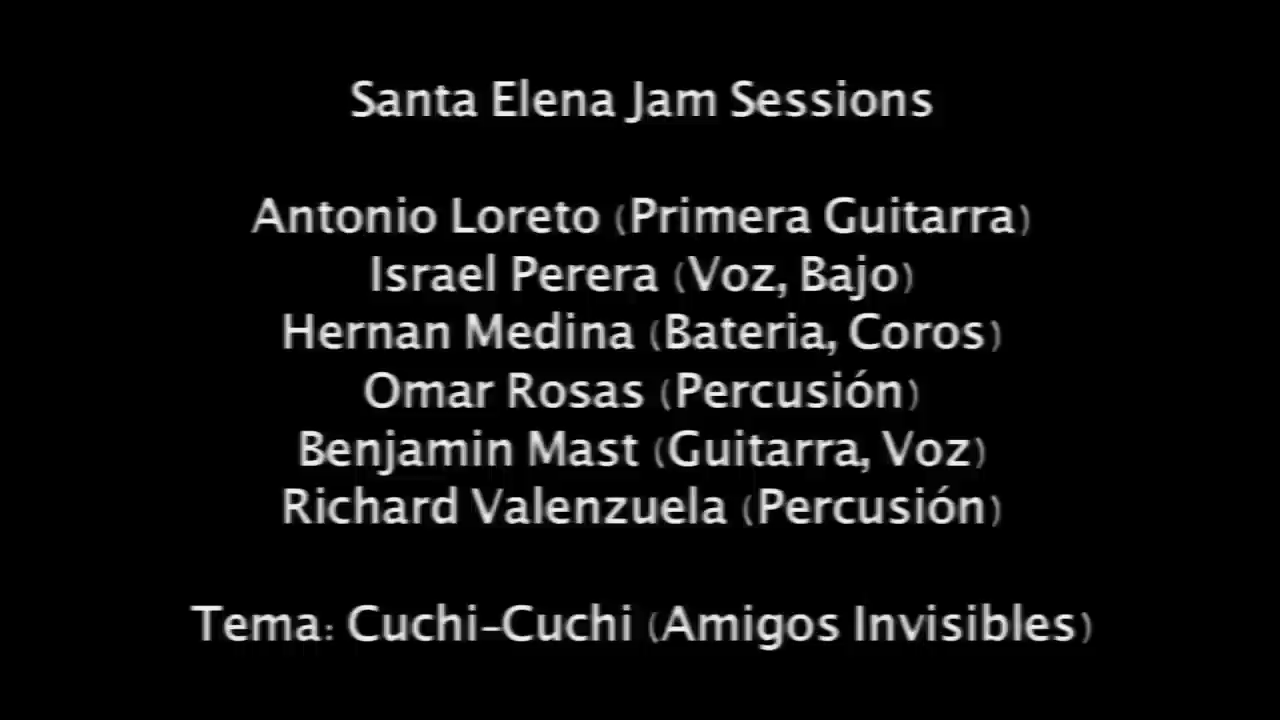 Santa Elena Jam Sessions
Antonio Loreto (Primera Guitarra)
Israel Perera (Voz, Bajo)
Hernan Medina (Bateria, Coros)
Omar Rosas (Percusión)
Benjamin Mast (Guitarra, Voz)
Richard Valenzuela (Percusión)
Tema: Cuchi-Cuchi (Amigos Invisibles)